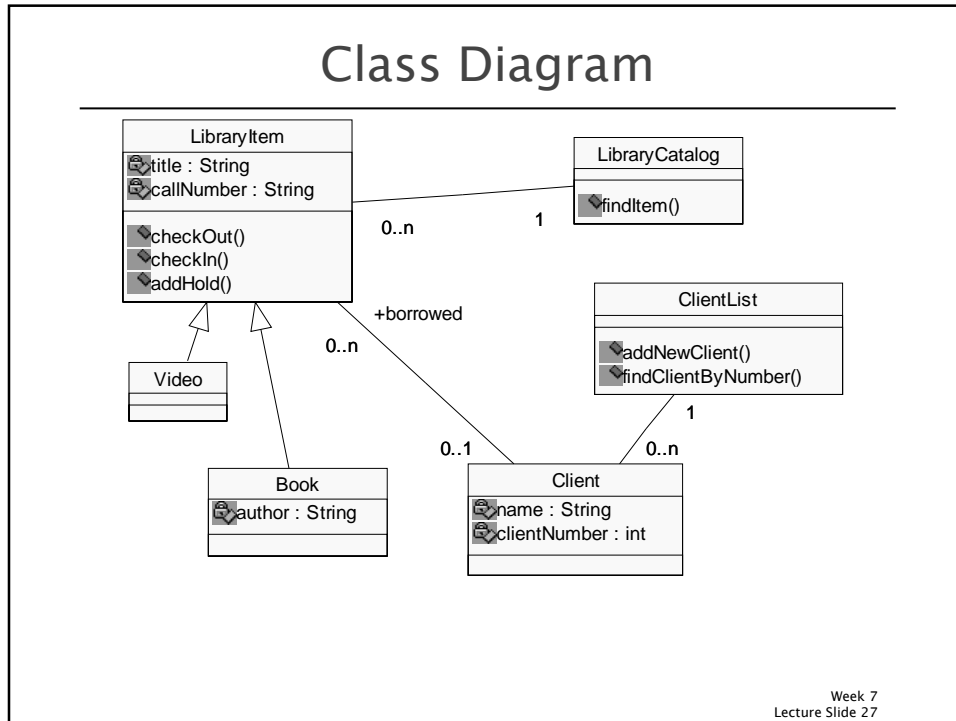 Class Diagram
LibraryItem
title : String
callNumber : String
checkOut()
checkIn()
addHold()
LibraryCatalog
findItem()
0..n
1
ClientList
addNewClient()
findClientByNumber()
+borrowed
0..n
Video
1
0..1
0..n
Book
author : String
Client
name : String
clientNumber : int
Week 7
Lecture Slide 27